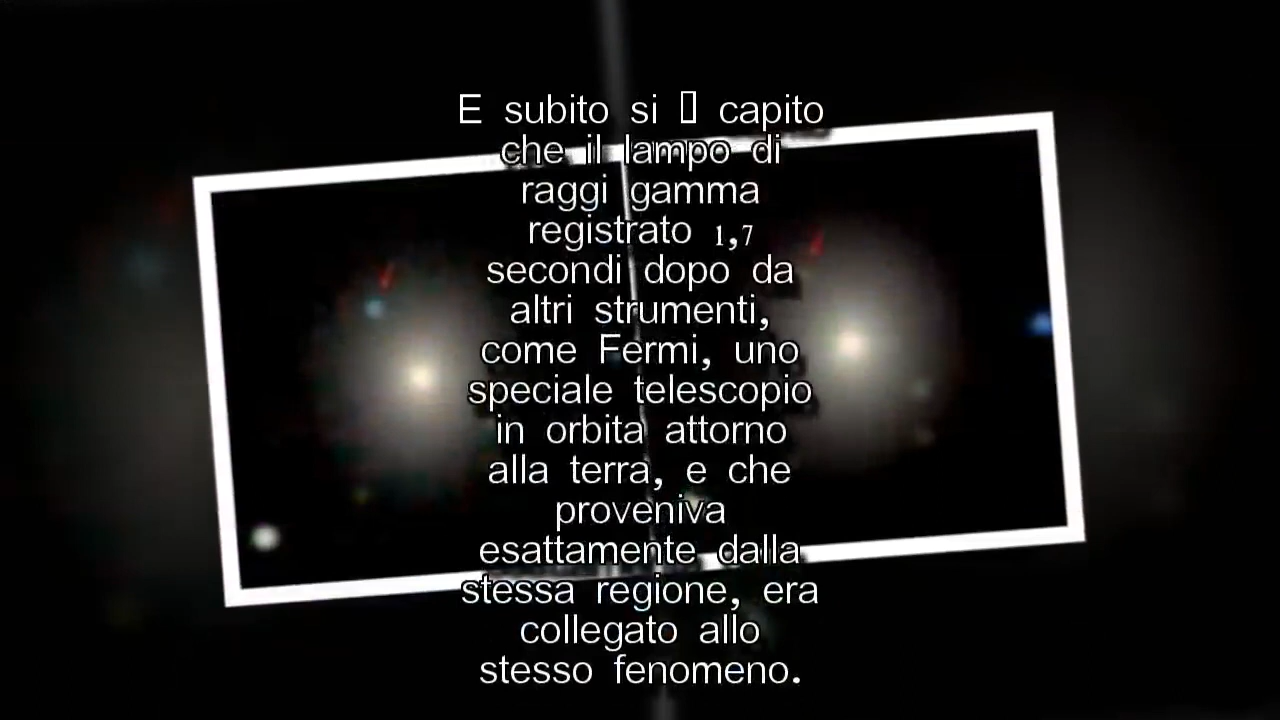 E subito si ▯ capito
che il lampo di
raggi gamma
registrato 1,7
secondi dopo da
altri strumenti,
come Fermi, uno
speciale telescopio
in orbita attorno
alla terra, e che
proveniva
esattamente dalla
stessa regione, era
collegato allo
stesso fenomeno.